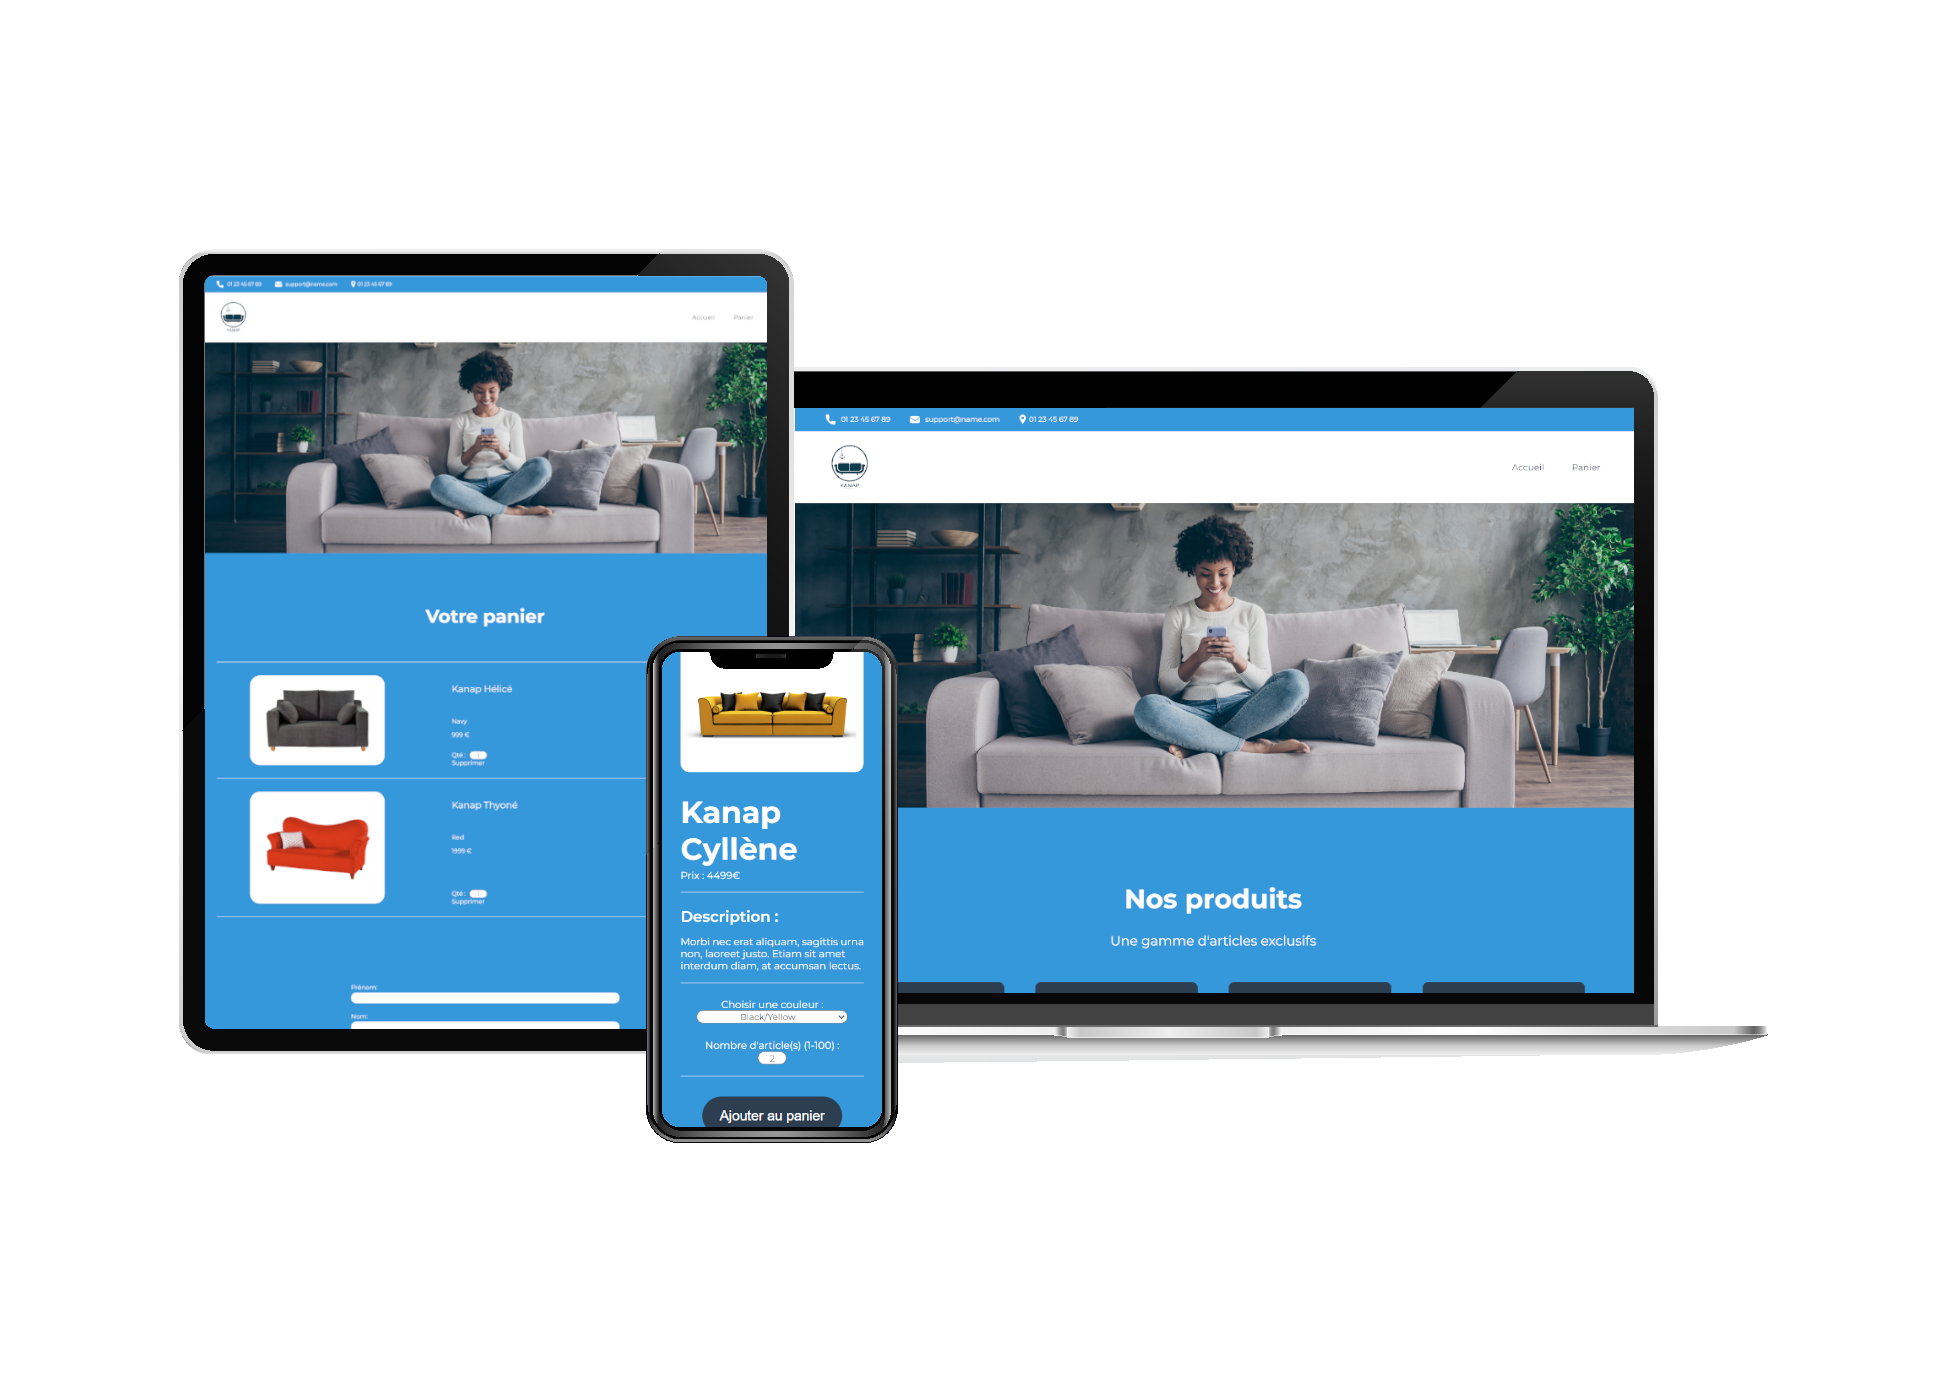 01 23 45 67 89 support@name.com 01 23 45 67 89
KANAP
Accueil Panier
Votre panier
Kanap Hélicé
Navy
999 €
Qté :
Supprimer
Kanap Thyoné
Red
1999 €
Qté :
Supprimer
Prénom:
Nom:
Kanap
Cyllène
Prix : 4499€
Description :
Morbi nec erat aliquam, sagittis urna
non, laoreet justo. Etiam sit amet
interdum diam, at accumsan lectus.
Choisir une couleur :
Black/Yellow
Nombre d'article(s) (1-100) :
2
Ajouter au panier
01 23 45 67 89 support@name.com 01 23 45 67 89
KANAP
Accueil Panier
Nos produits
Une gamme d'articles exclusifs